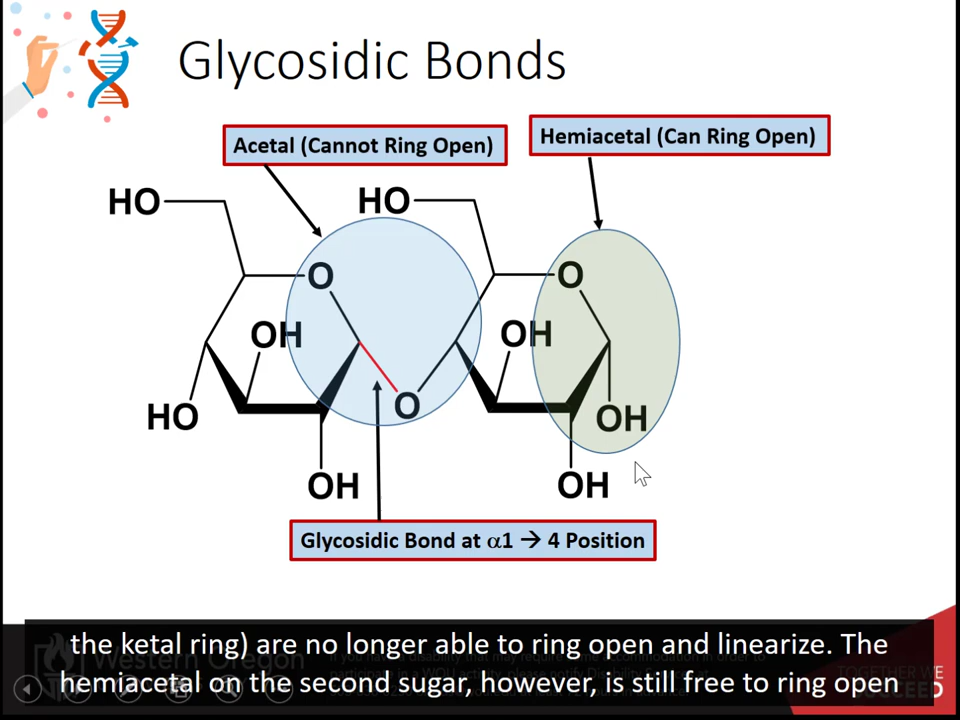 Glycosidic Bonds
Acetal (Cannot Ring Open)
Hemiacetal (Can Ring Open)
HO
HO
O
O
OH
OH
HO
O
OH
OH
OH
Glycosidic Bond at α1 → 4 Position
the ketal ring) are no longer able to ring open and linearize. The
hemiacetal on the second sugar, however, is still free to ring open